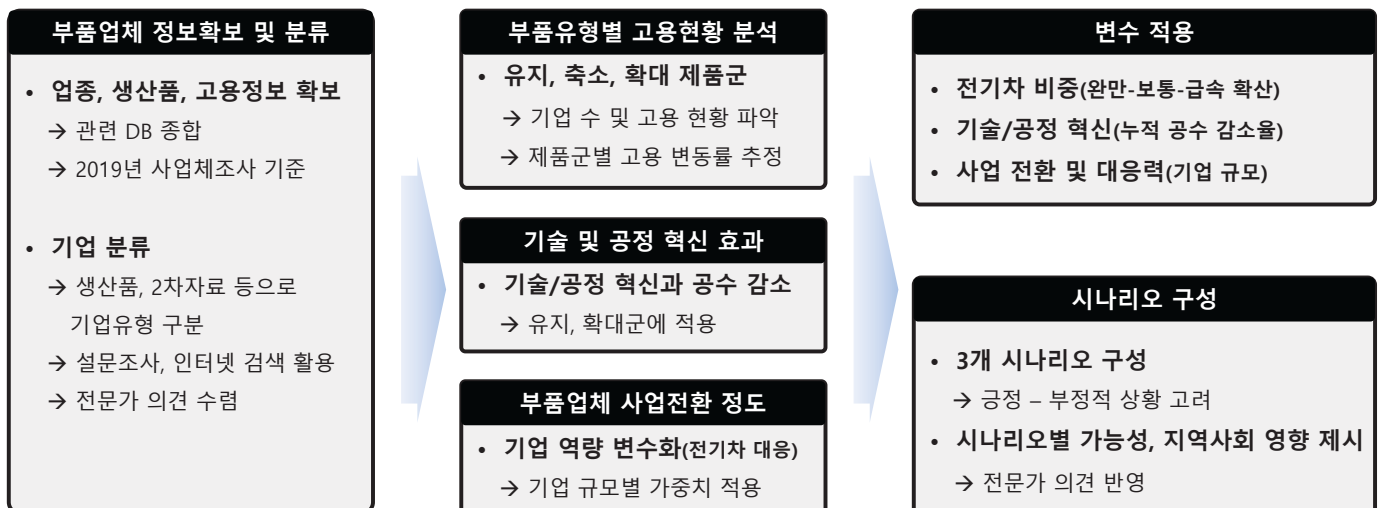 부품업체 정보확보 및 분류
• 업종, 생산품, 고용정보 확보
→ 관련 DB 종합
→ 2019년 사업체조사 기준
• 기업 분류
→ 생산품, 2차자료 등으로
기업유형 구분
→ 설문조사, 인터넷 검색 활용
→ 전문가 의견 수렴
부품유형별 고용현황 분석
• 유지, 축소, 확대 제품군
→ 기업 수 및 고용 현황 파악
→ 제품군별 고용 변동률 추정
기술 및 공정 혁신 효과
• 기술/공정 혁신과 공수 감소
→ 유지, 확대군에 적용
부품업체 사업전환 정도
• 기업 역량 변수화(전기차 대응)
→ 기업 규모별 가중치 적용
변수 적용
• 전기차 비중(완만-보통-급속 확산)
• 기술/공정 혁신(누적 공수 감소율)
• 사업 전환 및 대응력(기업 규모)
시나리오 구성
• 3개 시나리오 구성
→ 긍정 – 부정적 상황 고려
• 시나리오별 가능성, 지역사회 영향 제시
→ 전문가 의견 반영